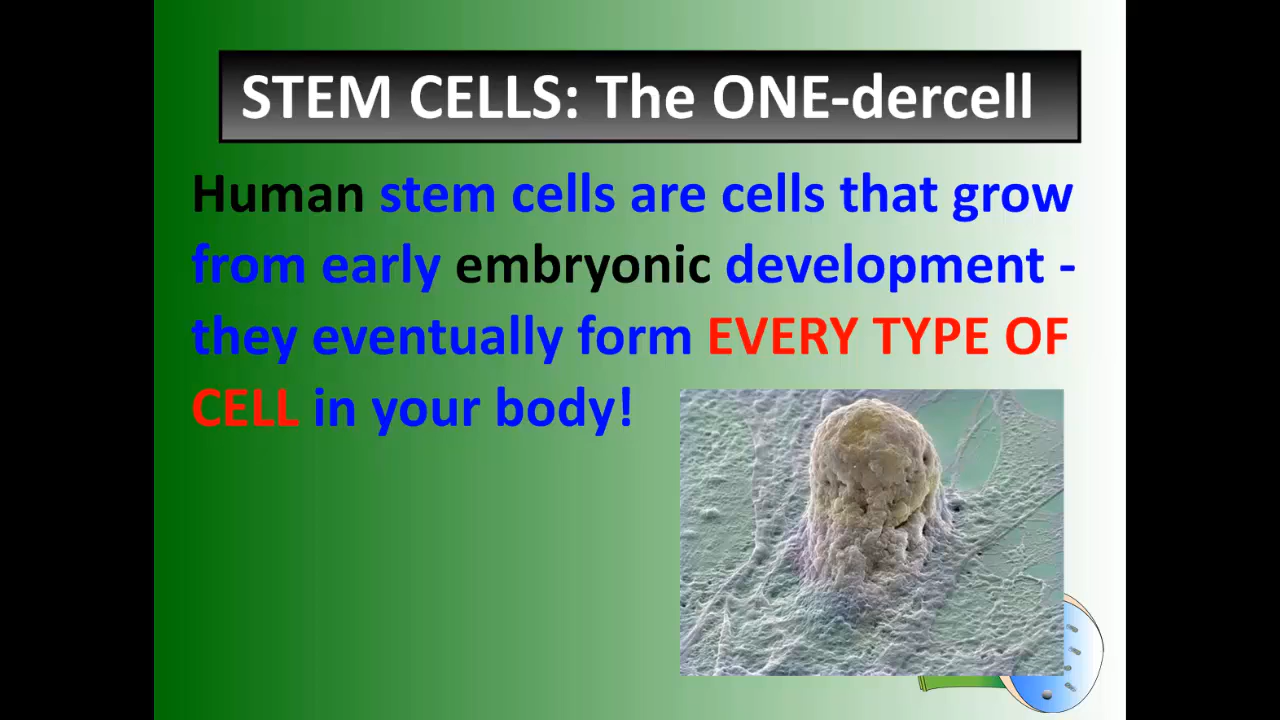 STEM CELLS: The ONE-dercell
Human stem cells are cells that grow
from early embryonic development -
they eventually form EVERY TYPE OF
CELL in your body!